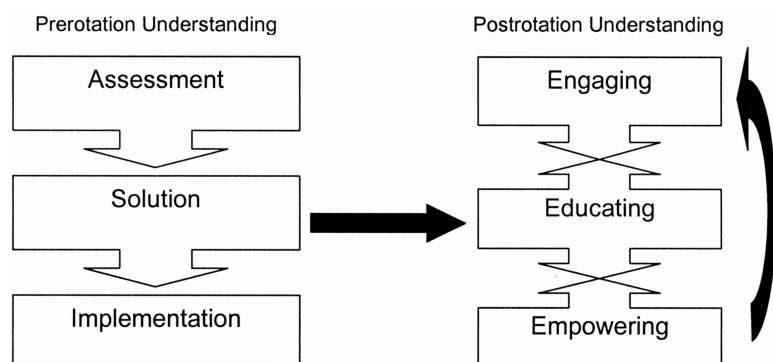 Prerotation Understanding
Assessment
Solution
Implementation
Postrotation Understanding
Engaging
Educating
Empowering